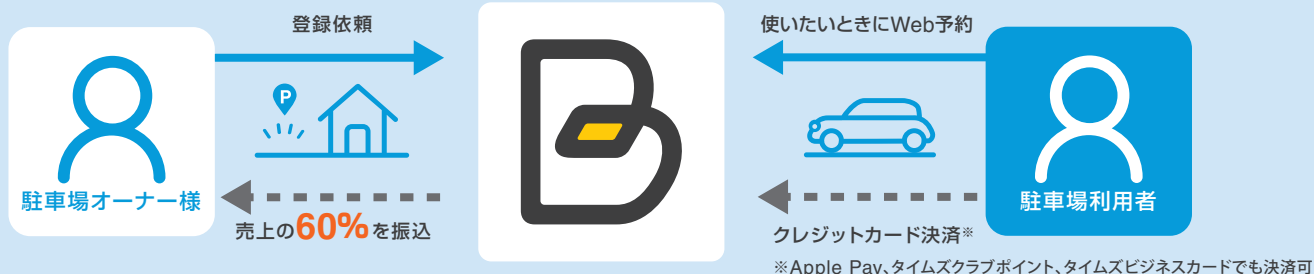 登録依頼
使いたいときにWeb予約
P
駐車場オーナー様
売上の60%を振込
B
駐車場利用者
クレジットカード決済※
※Apple Pay、タイムズクラブポイント、タイムズビジネスカードでも決済可